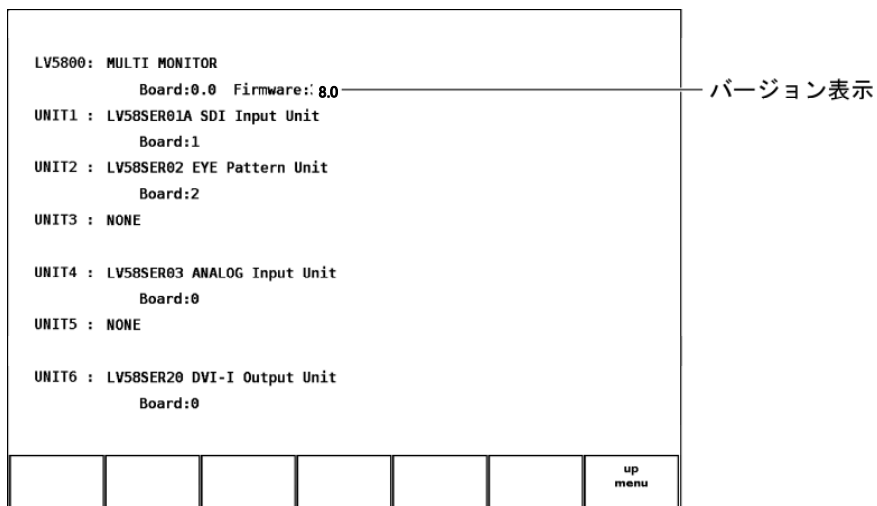 LV5800: MULTI MONITOR
Board:0.0 Firmware: 8.0
バージョン表示
UNIT1 : LV58SER01A SDI Input Unit
Board:1
UNIT2 : LV58SER02 EYE Pattern Unit
Board:2
UNIT3 : NONE
UNIT4 : LV58SER03 ANALOG Input Unit
Board:0
UNIT5 : NONE
UNIT6 : LV58SER20 DVI-I Output Unit
Board:0
up
menu